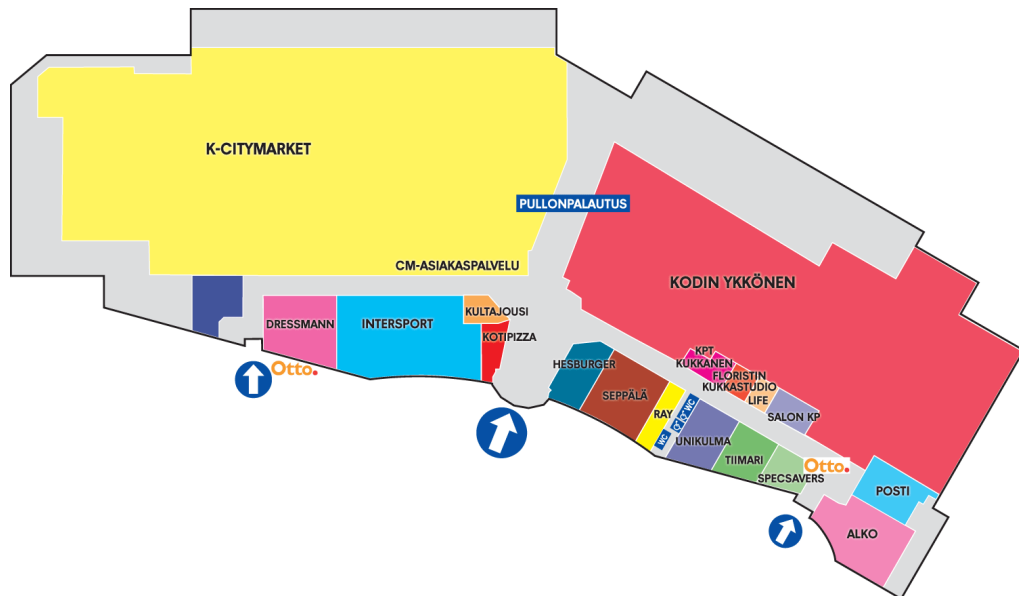 K-CITYMARKET
PULLONPALAUTUS
CM-ASIAKASPALVELU
KODIN YKKÖNEN
KULTAJOUSI
DRESSMANN
INTERSPORT
KOTIPIZZA
Otto.
HESBURGER
SEPPÄLÄ
RAY
WC
WC
KPT
KUKKANEN
FLORISTIN
KUKKASTUDIO
LIFE
SALON KP
UNIKULMA
TIIMARI
SPECSAVERS
Otto.
POSTI
ALKO